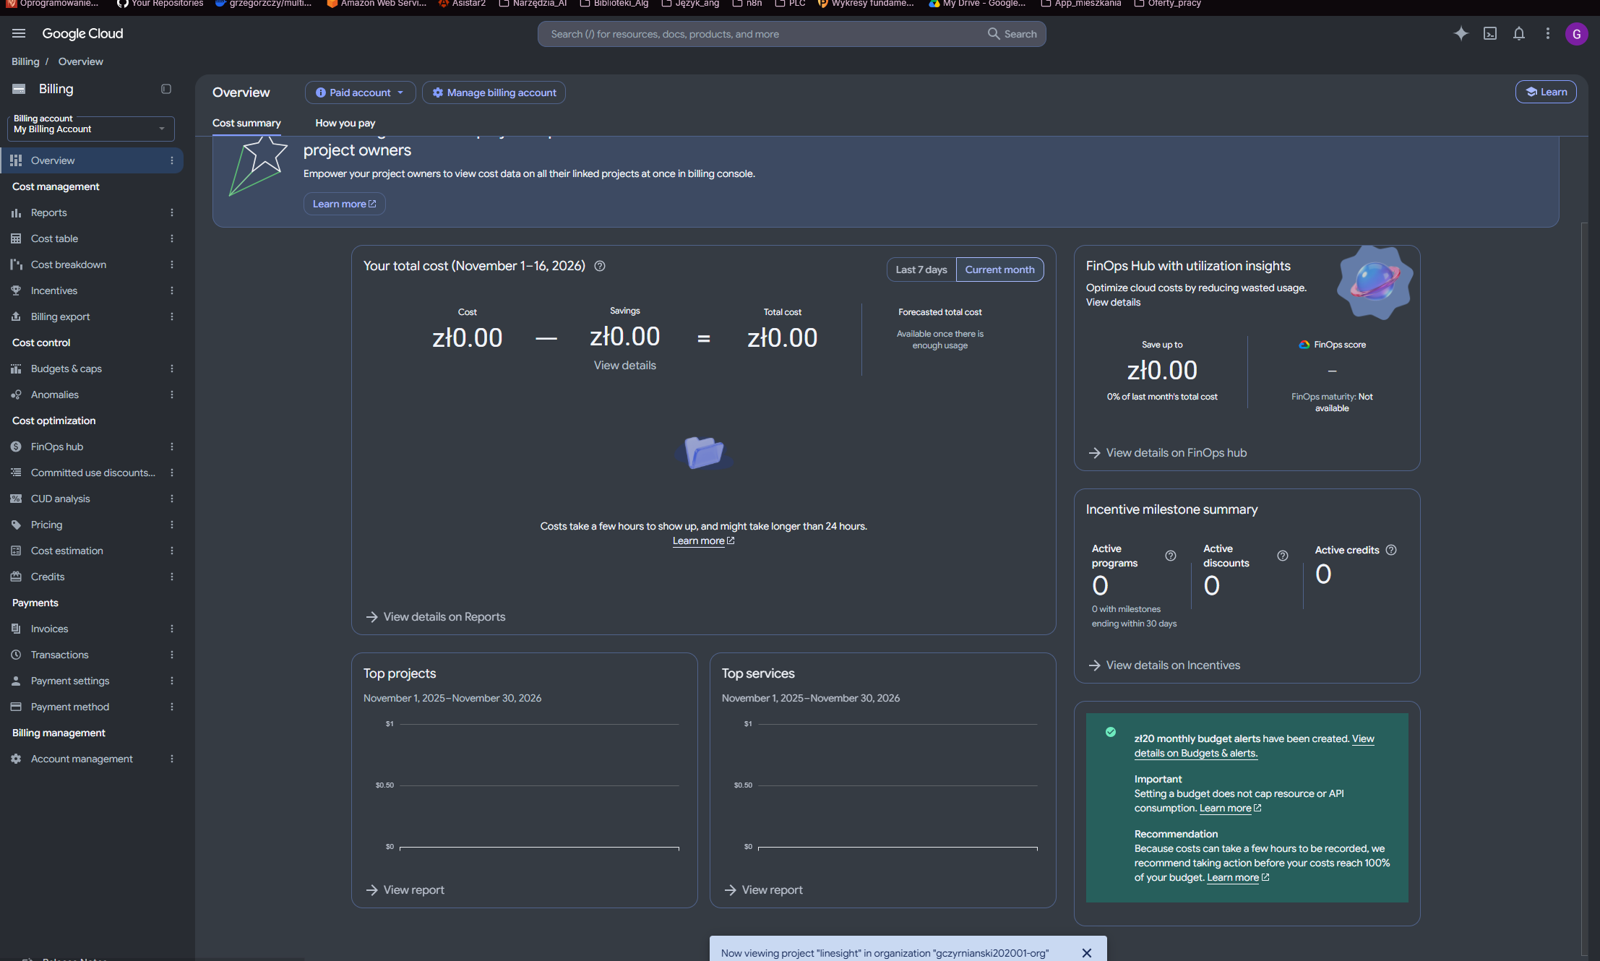 Oprogramowanie...
Your Repositories
grzegorzczy/multi...
Amazon Web Servi...
Asistar2
Narzędzia_AI
Biblioteki_Alg
Język_ang
n8n
PLC
Wykresy fundame...
My Drive - Google...
App_mieszkania
Oferty_pracy
Google Cloud
Search (/) for resources, docs, products, and more
Search
G
Billing / Overview
Billing
Billing account
My Billing Account
Overview
Cost management
Reports
Cost table
Cost breakdown
Incentives
Billing export
Cost control
Budgets & caps
Anomalies
Cost optimization
FinOps hub
Committed use discounts...
CUD analysis
Pricing
Cost estimation
Credits
Payments
Invoices
Transactions
Payment settings
Payment method
Billing management
Account management
Overview
Paid account
Manage billing account
Learn
Cost summary
How you pay
project owners
Empower your project owners to view cost data on all their linked projects at once in billing console.
Learn more
Your total cost (November 1–16, 2026)
Last 7 days
Current month
Cost
zł0.00
—
Savings
zł0.00
View details
=
Total cost
zł0.00
Forecasted total cost
Available once there is
enough usage
Costs take a few hours to show up, and might take longer than 24 hours.
Learn more
View details on Reports
Top projects
November 1, 2025–November 30, 2026
$1
$0.50
$0
View report
Top services
November 1, 2025–November 30, 2026
$1
$0.50
$0
View report
FinOps Hub with utilization insights
Optimize cloud costs by reducing wasted usage.
View details
Save up to
zł0.00
0% of last month's total cost
FinOps score
–
FinOps maturity: Not
available
View details on FinOps hub
Incentive milestone summary
Active
programs
0
0 with milestones
ending within 30 days
Active
discounts
0
Active credits
0
View details on Incentives
zł20 monthly budget alerts have been created. View
details on Budgets & alerts.
Important
Setting a budget does not cap resource or API
consumption. Learn more
Recommendation
Because costs can take a few hours to be recorded, we
recommend taking action before your costs reach 100%
of your budget. Learn more
Now viewing project "linesight" in organization "gczyrnianski202001-org"